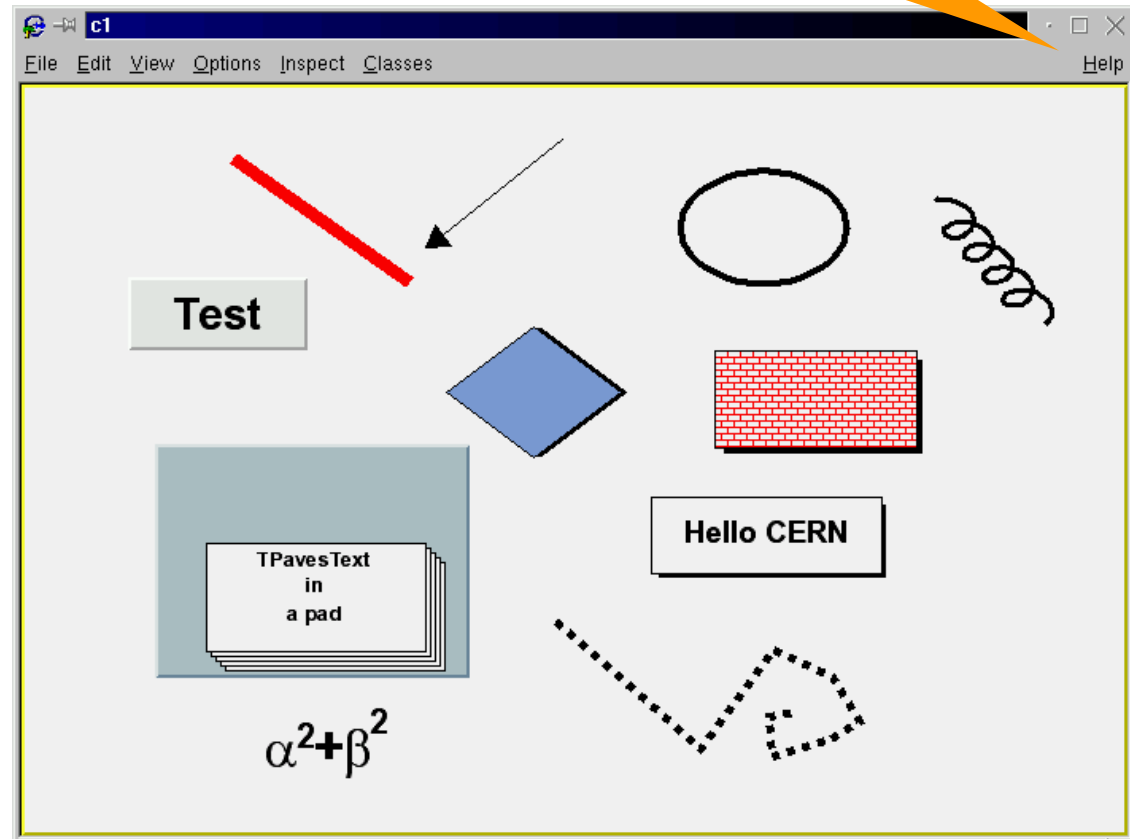 c1
File Edit View Options Inspect Classes Help
Test
Hello CERN
TPavesText
in
a pad
α²+β²